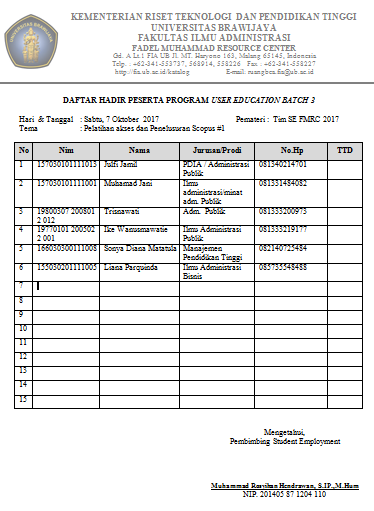 KEMENTERIAN RISET TEKNOLOGI DAN PENDIDIKAN TINGGI
UNIVERSITAS BRAWIJAYA
FAKULTAS ILMU ADMINISTRASI
FADEL MUHAMMAD RESOURCE CENTER
Gd. A Lt.1 FIA UB Jl. MT. Haryono 163, Malang 65145, Indonesia
Telp. : +62-341-553737, 568914, 558226 Fax : +62-341-558227
http://fia.ub.ac.id/katalog E-mail: ruangbca.fia@ub.ac.id
DAFTAR HADIR PESERTA PROGRAM USER EDUCATION BATCH 3
Hari & Tanggal : Sabtu, 7 Oktober 2017 Pemateri : Tim SE FMRC 2017
Tema : Pelatihan akses dan Penelusuran Scopus #1
No Nim Nama Jurusan/Prodi No.Hp TTD
1 157030101111013 Julfi Jamil PDIA / Administrasi Publik 081340214701
2 157030101111001 Muhamad Jani Ilmu administrasi/minat adm. Publik 081331484082
3 19800307 200801 2 012 Trisnawati Adm. Publik 081333200973
4 19770101 200502 2 001 Ike Wanusmawatie Ilmu Administrasi Publik 081333219177
5 166030300111008 Sonya Diana Matatula Manajemen Pendidikan Tinggi 082140725484
6 155030201111005 Liana Parquinda Ilmu Administrasi Bisnis 085735548488
7
8
9
10
11
12
13
14
15
Mengetahui,
Pembimbing Student Employment
Muhammad Rosyihan Hendrawan, S.IP.,M.Hum
NIP. 201405 87 1204 110